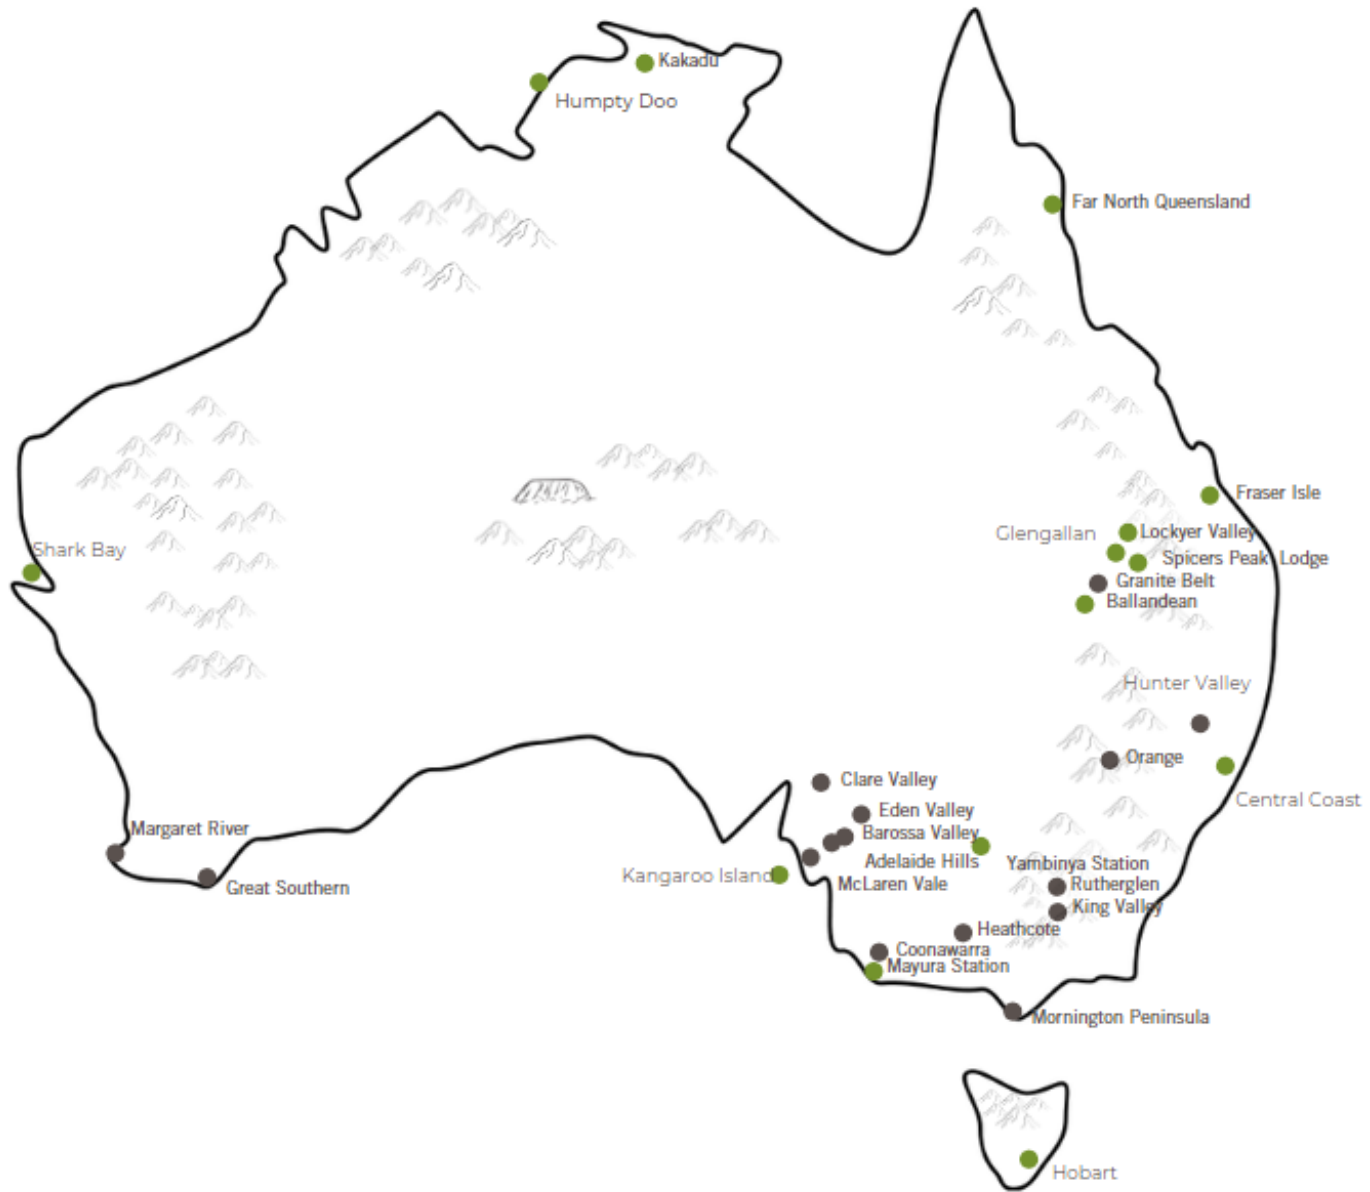 Kakadu
Humpty Doo
Far North Queensland
Fraser Isle
Glengallan
Lockyer Valley
Shark Bay
Spicers Peak Lodge
Granite Belt
Ballandean
Hunter Valley
Orange
Clare Valley
Central Coast
Eden Valley
Margaret River
Barossa Valley
Adelaide Hills
Yambinya Station
Kangaroo Island
McLaren Vale
Rutherglen
Great Southern
King Valley
Heathcote
Coonawarra
Mayura Station
Mornington Peninsula
Hobart